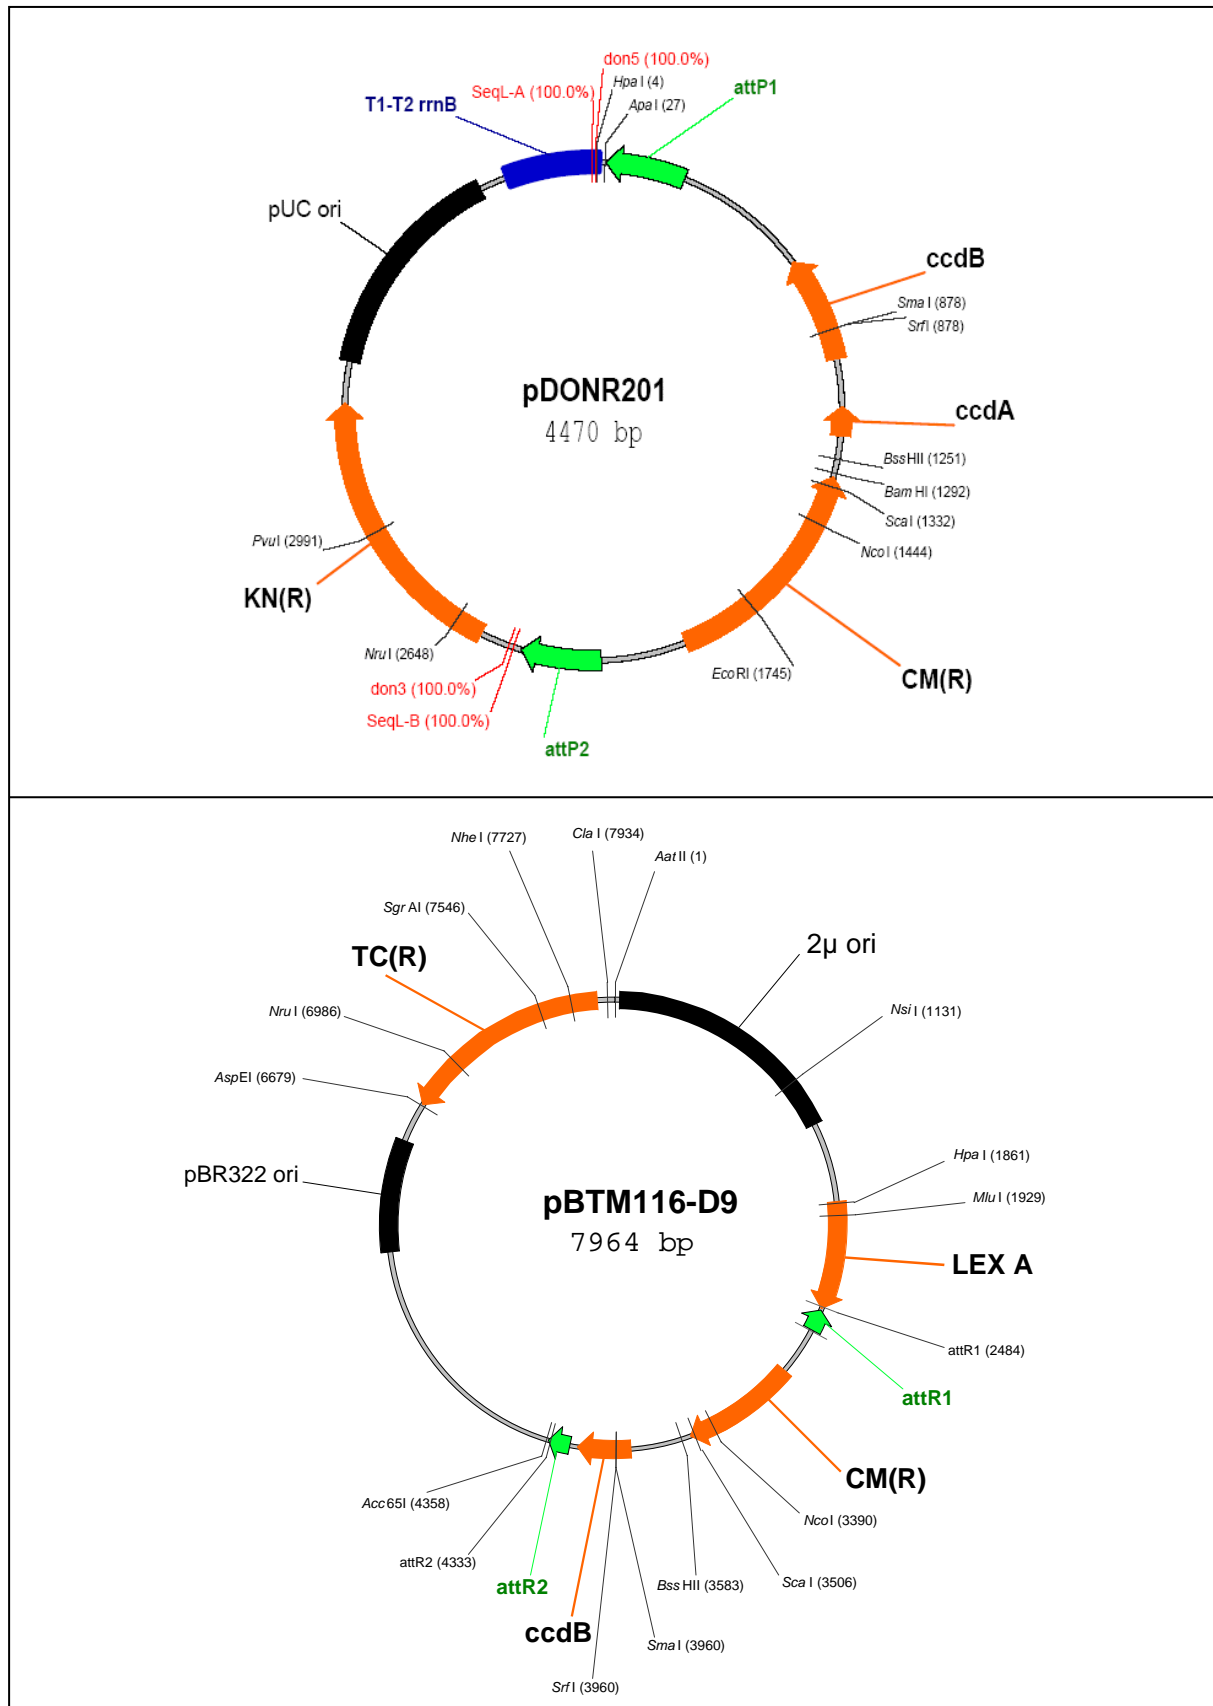 don5 (100.0%)
SeqL-A (100.0%)
HpaI (4)
ApaI (27)
attP1
T1-T2 rrnB
pUC ori
ccdB
SmaI (878)
SrfI (878)
pDONR201
4470 bp
ccdA
BssHII (1251)
BamHI (1292)
ScaI (1332)
NcoI (1444)
PvuI (2991)
KN(R)
NruI (2648)
EcoRI (1745)
CM(R)
don3 (100.0%)
SeqL-B (100.0%)
attP2
NheI (7727)
ClaI (7934)
AatII (1)
SgrAI (7546)
TC(R)
2μ ori
NruI (6986)
NsiI (1131)
AspEI (6679)
pBR322 ori
HpaI (1861)
MluI (1929)
pBTM116-D9
7964 bp
LEX A
attR1 (2484)
attR1
CM(R)
Acc65I (4358)
NcoI (3390)
attR2 (4333)
attR2
BssHII (3583)
ScaI (3506)
ccdB
SmaI (3960)
SrfI (3960)